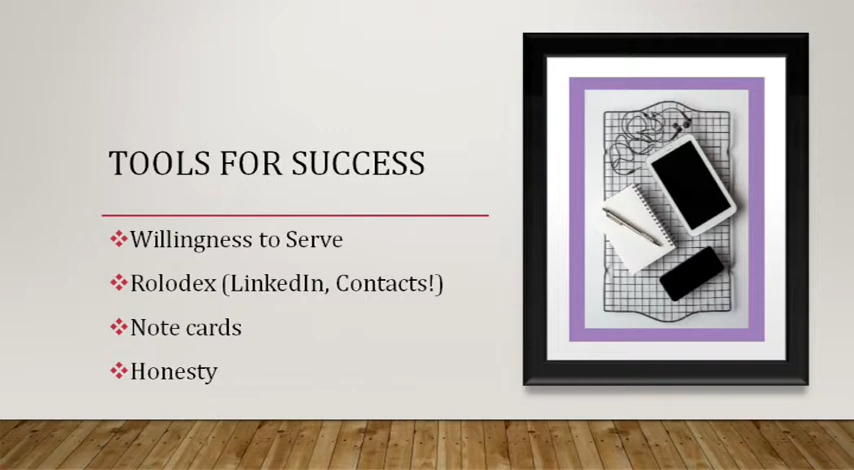 TOOLS FOR SUCCESS
Willingness to Serve
Rolodex (LinkedIn, Contacts!)
Note cards
Honesty